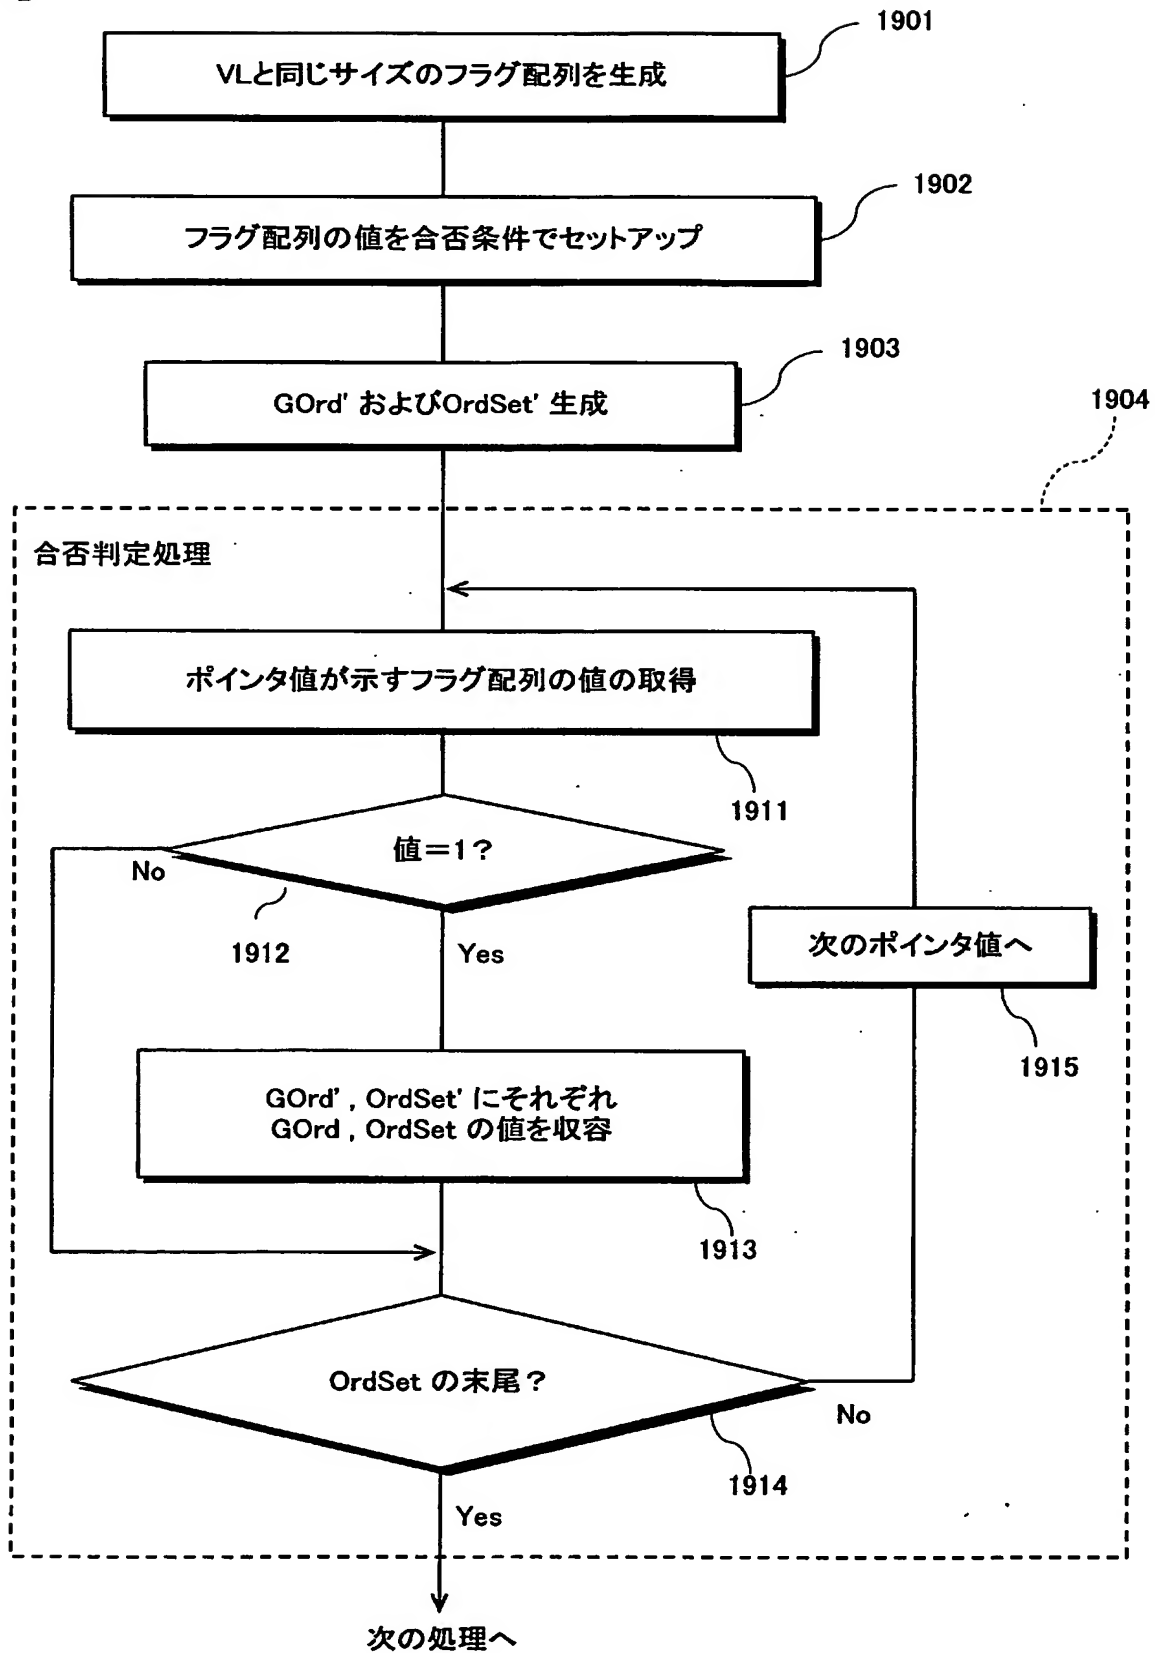 1901
VLと同じサイズのフラグ配列を生成
1902
フラグ配列の値を合否条件でセットアップ
1903
GOrd' およびOrdSet' 生成
1904
合否判定処理
ポインタ値が示すフラグ配列の値の取得
1911
値=1?
No
1912
Yes
次のポインタ値へ
1915
GOrd' , OrdSet' にそれぞれ
GOrd , OrdSet の値を収容
1913
OrdSet の末尾?
No
1914
Yes
次の処理へ